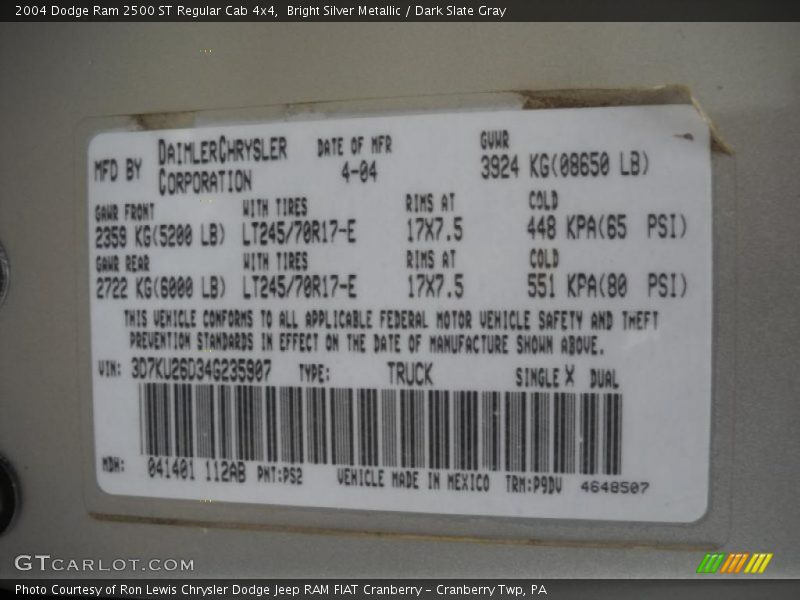 2004 Dodge Ram 2500 ST Regular Cab 4x4, Bright Silver Metallic / Dark Slate Gray
MFD BY DAIMLERCHRYSLER CORPORATION DATE OF MFR 4-04 GVWR 3924 KG(08650 LB)
GAWR FRONT WITH TIRES RIMS AT COLD
2359 KG(5200 LB) LT245/70R17-E 17X7.5 448 KPA(65 PSI)
GAWR REAR WITH TIRES RIMS AT COLD
2722 KG(6000 LB) LT245/70R17-E 17X7.5 551 KPA(80 PSI)
THIS VEHICLE CONFORMS TO ALL APPLICABLE FEDERAL MOTOR VEHICLE SAFETY AND THEFT
PREVENTION STANDARDS IN EFFECT ON THE DATE OF MANUFACTURE SHOWN ABOVE.
VIN: 3D7KU26D34G235907 TYPE: TRUCK SINGLE X DUAL
MDH: 041401 112AB PNT:PS2 VEHICLE MADE IN MEXICO TRM:P9DV 4648507
GTCARLOT.COM
Photo Courtesy of Ron Lewis Chrysler Dodge Jeep RAM FIAT Cranberry – Cranberry Twp, PA